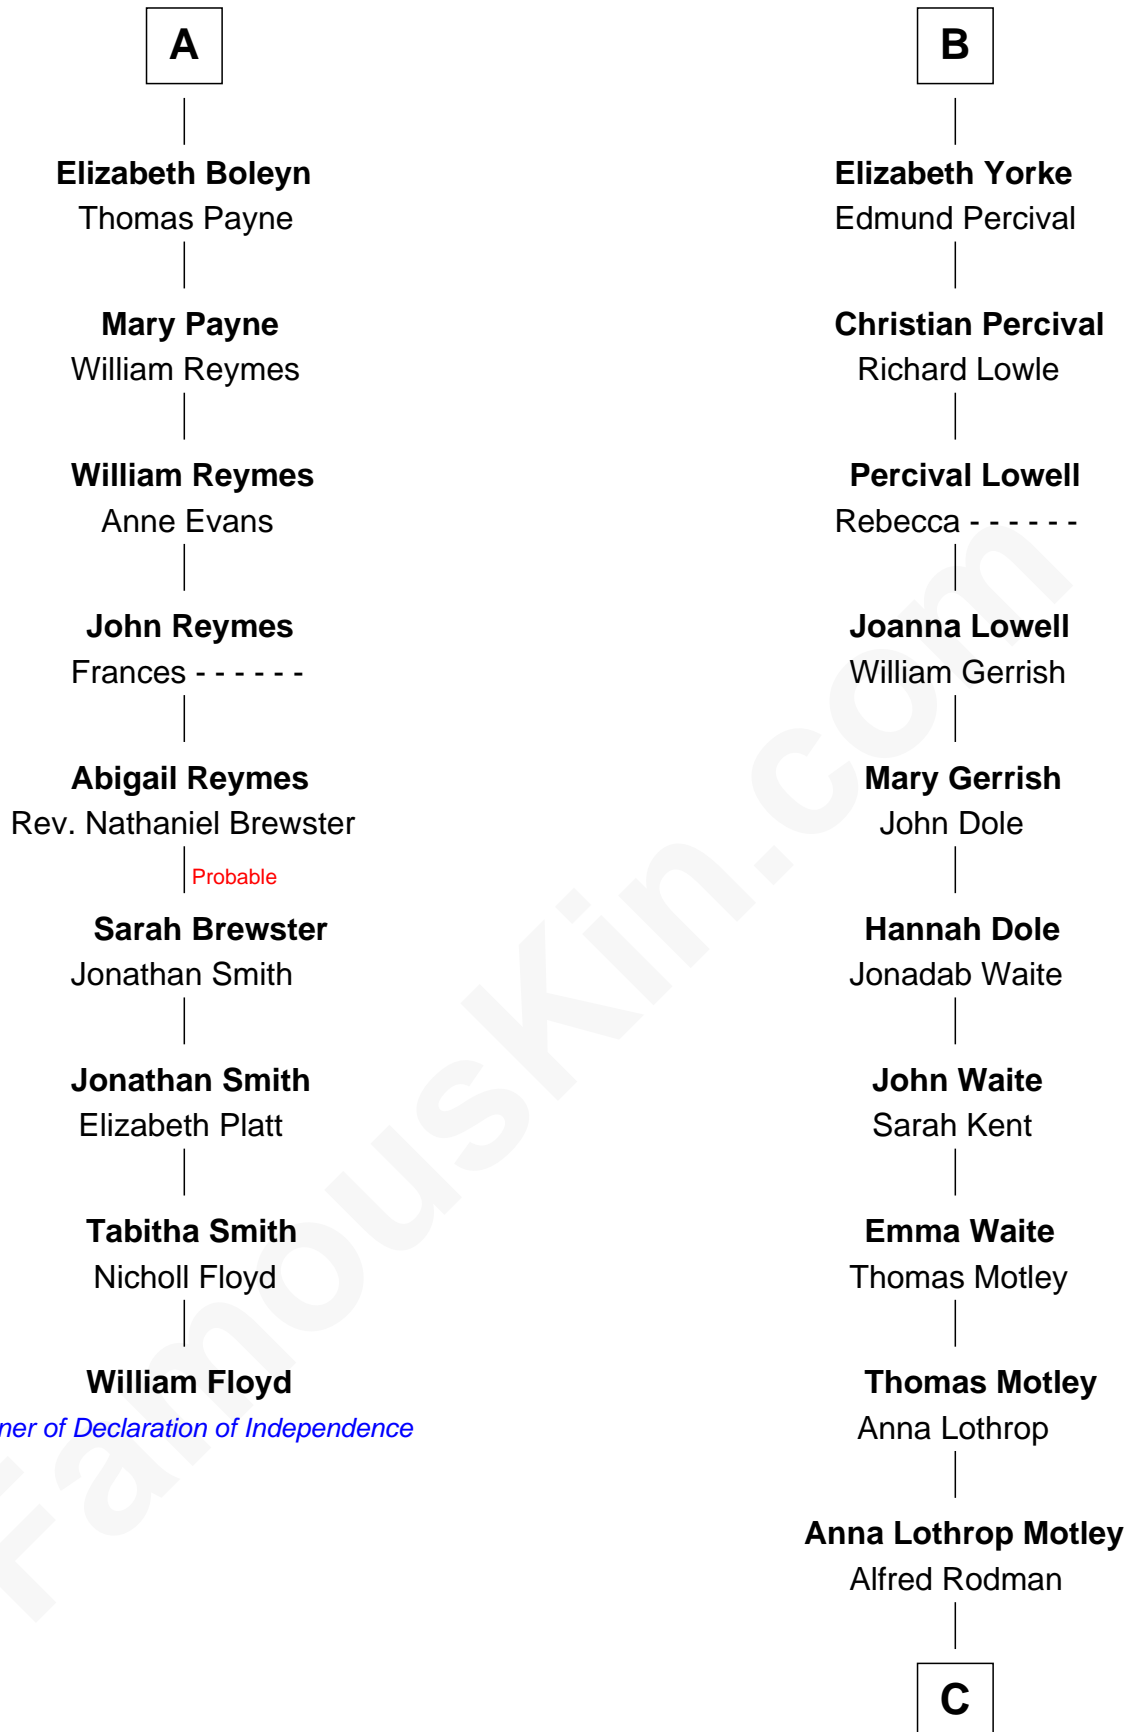 A
Elizabeth Boleyn
Thomas Payne
Mary Payne
William Reymes
William Reymes
Anne Evans
John Reymes
Frances - - - - - -
Abigail Reymes
Rev. Nathaniel Brewster
Probable
Sarah Brewster
Jonathan Smith
Jonathan Smith
Elizabeth Platt
Tabitha Smith
Nicholl Floyd
William Floyd
ner of Declaration of Independence
B
Elizabeth Yorke
Edmund Percival
Christian Percival
Richard Lowle
Percival Lowell
Rebecca - - - - - -
Joanna Lowell
William Gerrish
Mary Gerrish
John Dole
Hannah Dole
Jonadab Waite
John Waite
Sarah Kent
Emma Waite
Thomas Motley
Thomas Motley
Anna Lothrop
Anna Lothrop Motley
Alfred Rodman
C
FamousKin.com